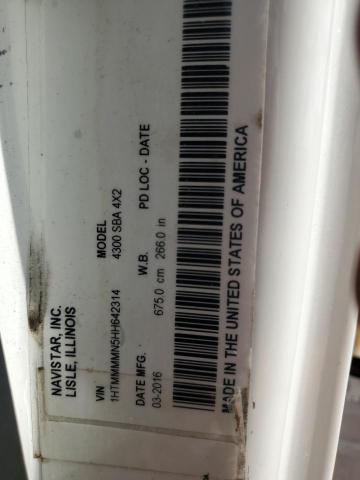 NAVISTAR, INC.
LISLE, ILLINOIS
VIN MODEL
1HTMMMMN5HH642314 4300 SBA 4X2
DATE MFG. W.B. PD LOC - DATE
03-2016 675.0 cm 266.0 in
MADE IN THE UNITED STATES OF AMERICA